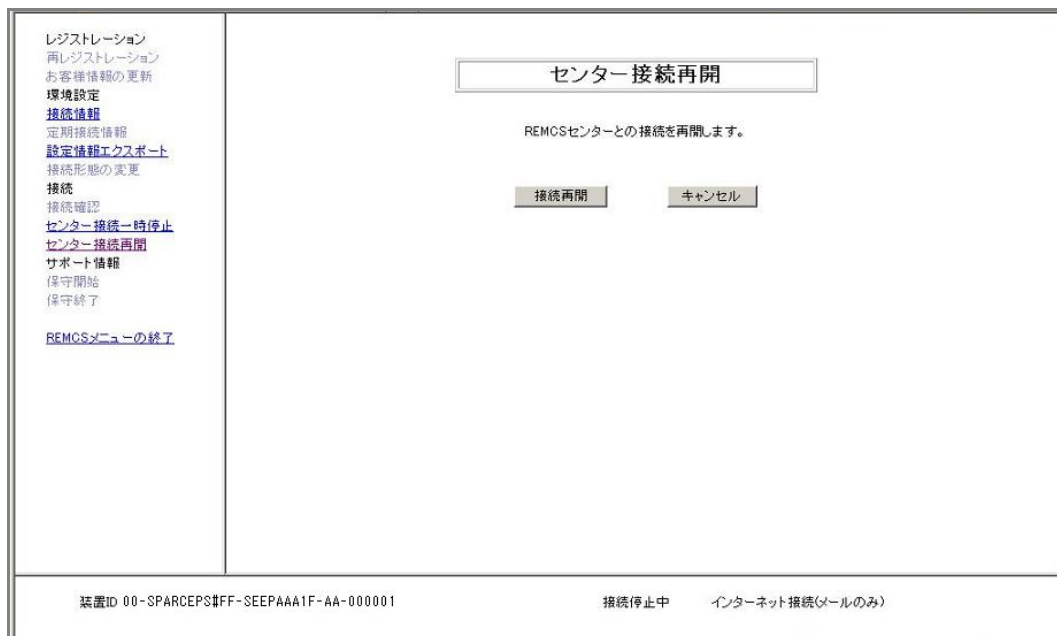 レジストレーション
再レジストレーション
お客様情報の更新
環境設定
接続情報
定期接続情報
設定情報エクスポート
接続形態の変更
接続
接続確認
センター接続一時停止
センター接続再開
サポート情報
保守開始
保守終了
REMCSメニューの終了
センター接続再開
REMCSセンターとの接続を再開します。
接続再開 キャンセル
装置ID 00-SPARCEPS#FF-SEEPAAA1F-AA-000001 接続停止中 インターネット接続(メールのみ)